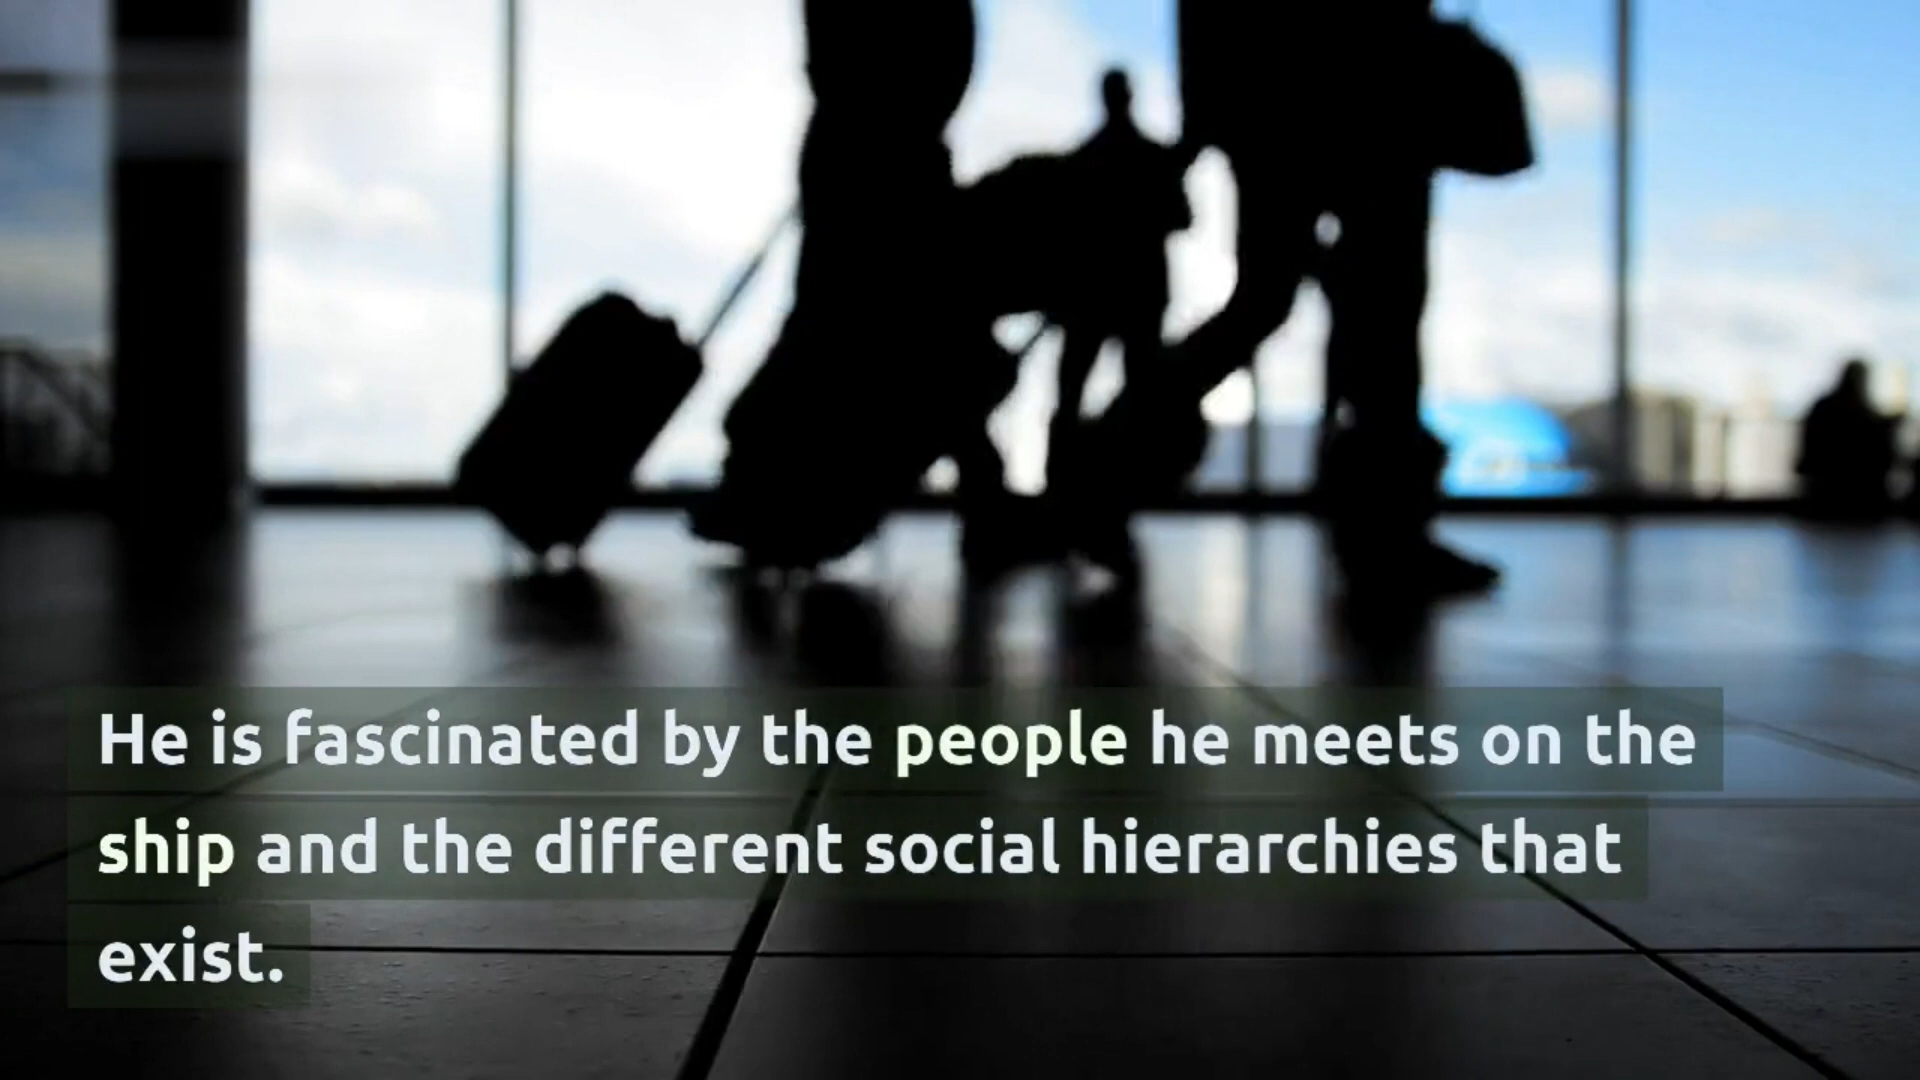 He is fascinated by the people he meets on the
ship and the different social hierarchies that
exist.